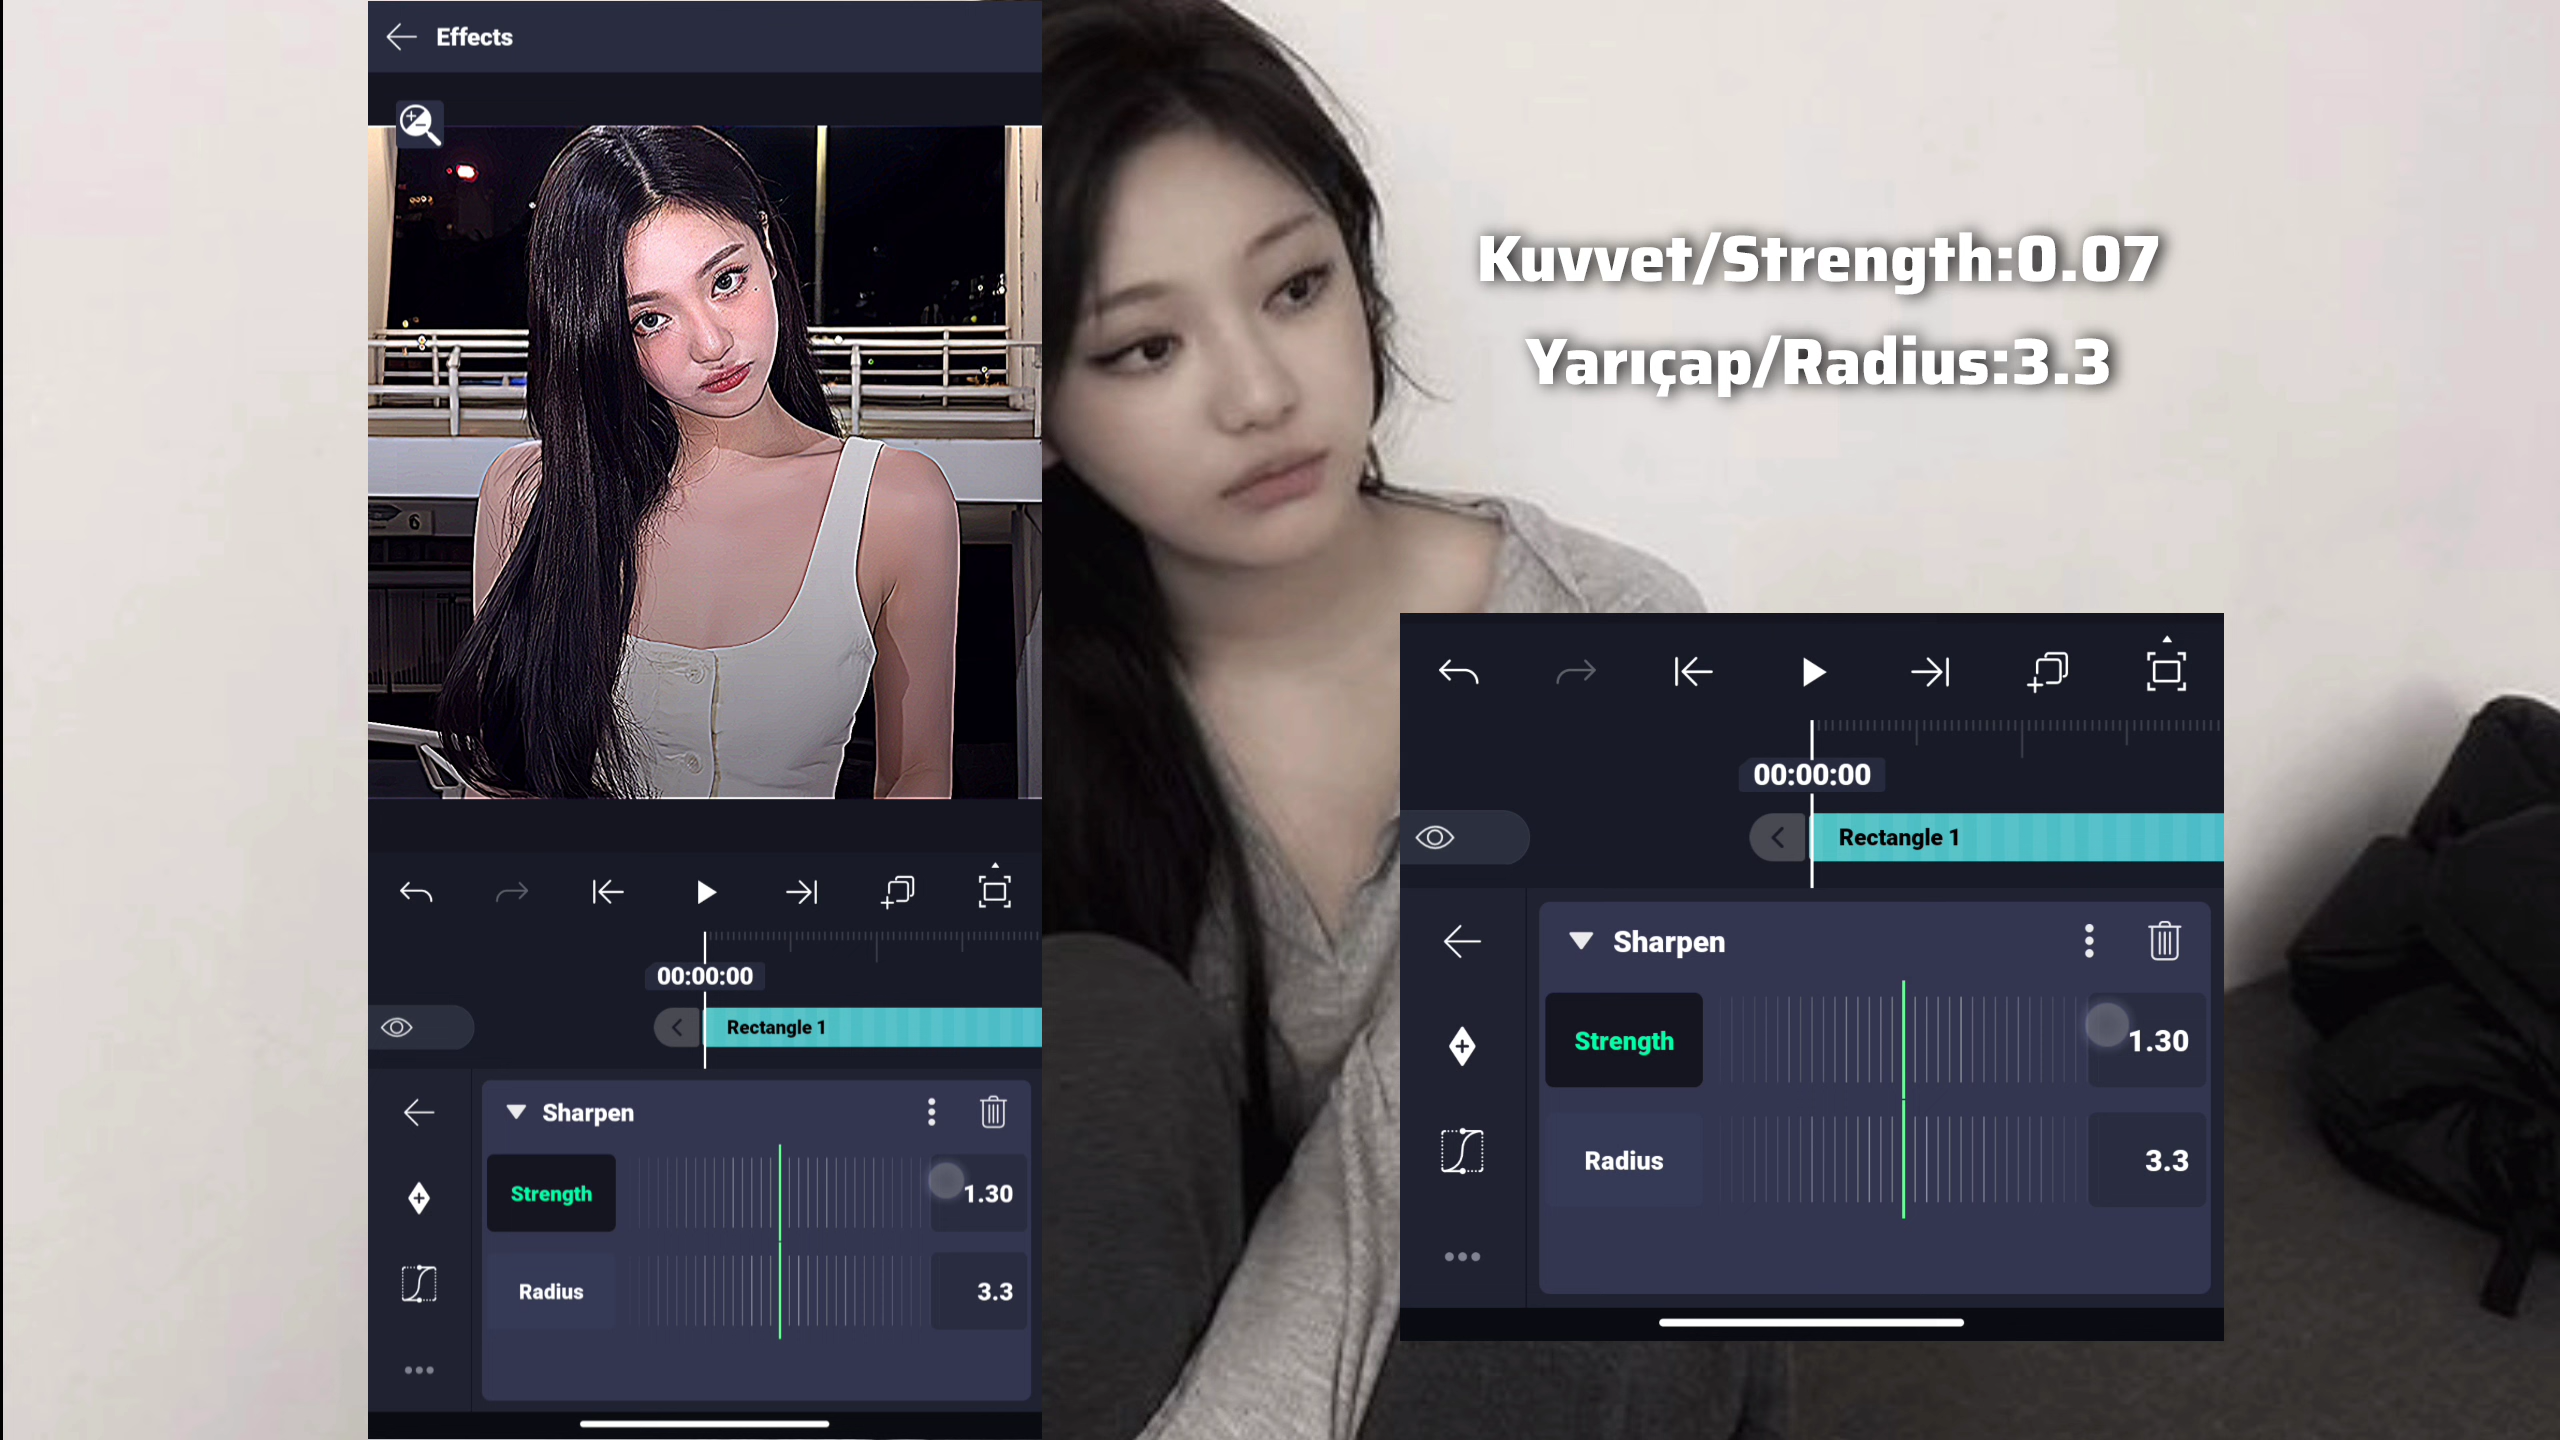 Effects
6
00:00:00
Rectangle 1
Sharpen
Strength
1.30
Radius
3.3
Kuvvet/Strength:0.07
Yarıçap/Radius:3.3
00:00:00
Rectangle 1
Sharpen
Strength
1.30
Radius
3.3